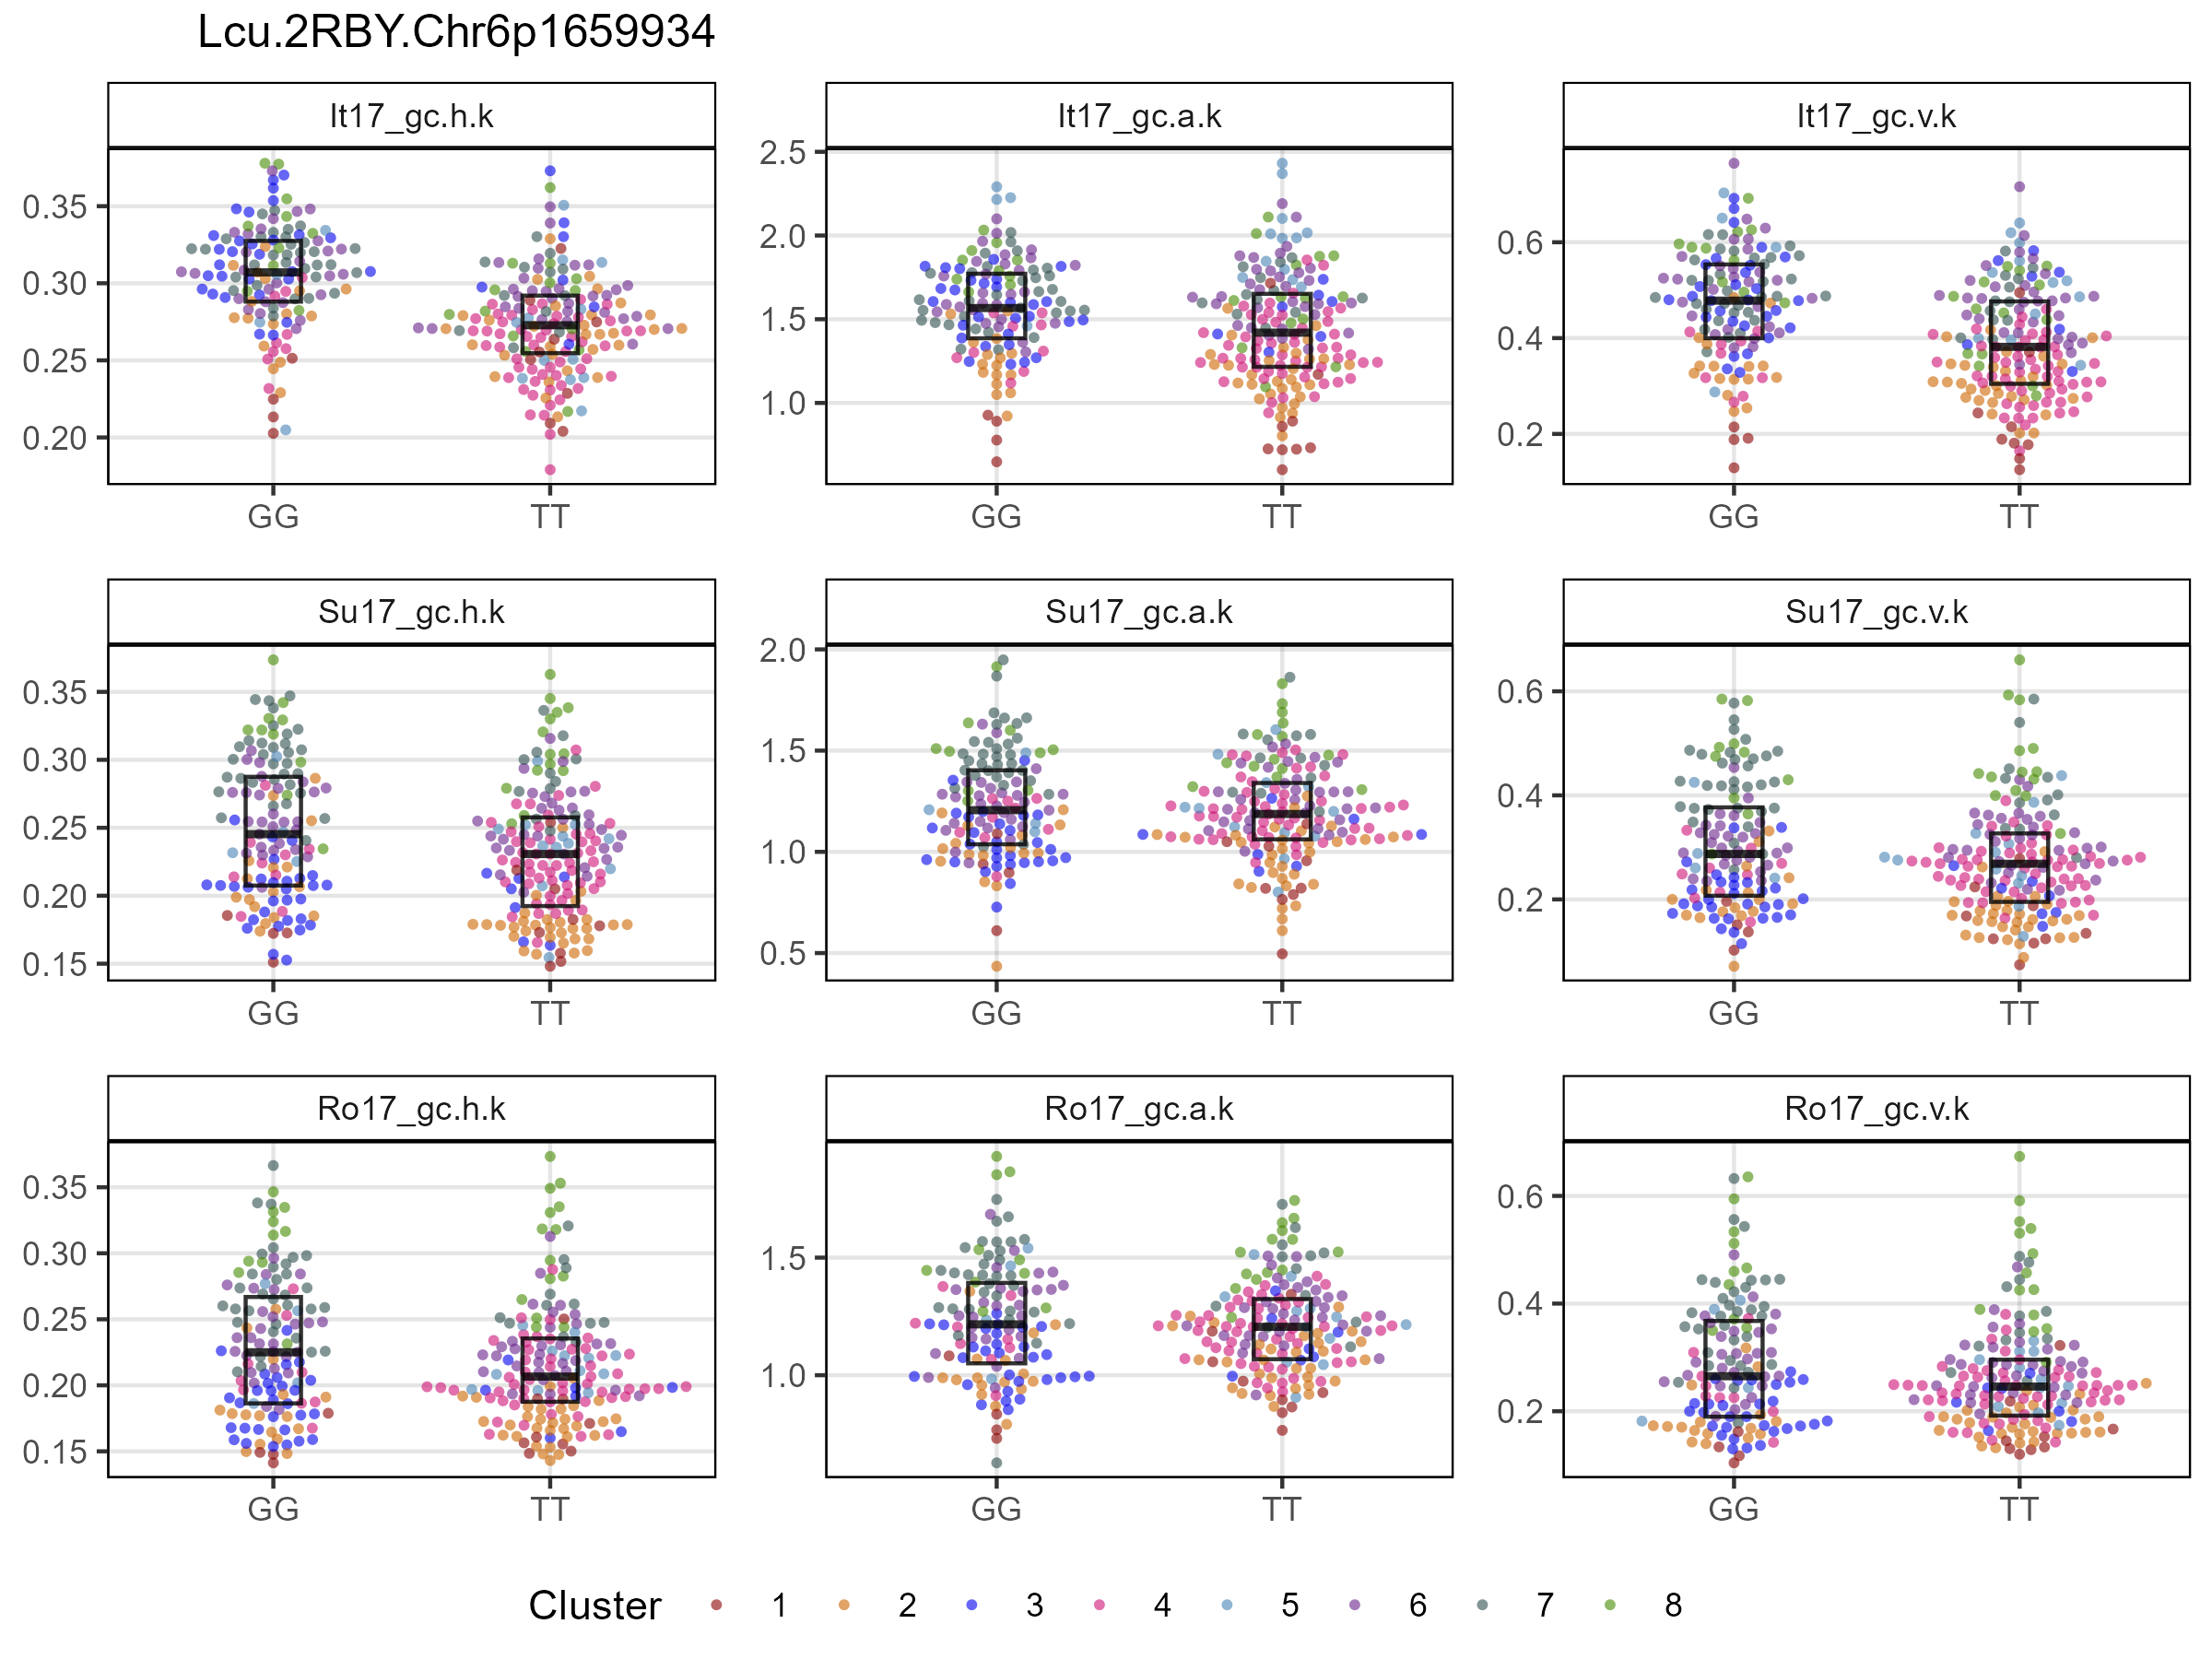 Lcu.2RBY.Chr6p1659934
It17_gc.h.k It17_gc.a.k It17_gc.v.k
0.35
0.30
0.25
0.20
GG TT
2.5
2.0
1.5
1.0
GG TT
0.6
0.4
0.2
GG TT
Su17_gc.h.k Su17_gc.a.k Su17_gc.v.k
0.35
0.30
0.25
0.20
0.15
GG TT
2.0
1.5
1.0
0.5
GG TT
0.6
0.4
0.2
GG TT
Ro17_gc.h.k Ro17_gc.a.k Ro17_gc.v.k
0.35
0.30
0.25
0.20
0.15
GG TT
1.5
1.0
GG TT
0.6
0.4
0.2
GG TT
Cluster 1 2 3 4 5 6 7 8